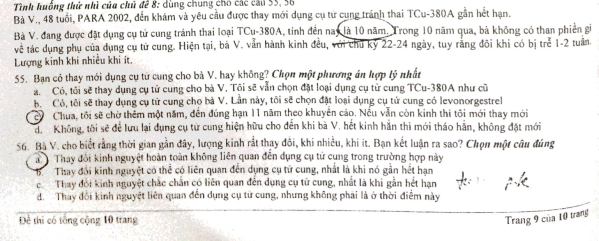 Tình huống thứ nhì của chủ đề 8: dùng chung cho các câu 55, 56
Bà V., 48 tuổi, PARA 2002, đến khám và yêu cầu được thay mới dụng cụ tử cung tránh thai TCu-380A gần hết hạn.
Bà V. đang được đặt dụng cụ tử cung tránh thai loại TCu-380A, tính đến nay là 10 năm. Trong 10 năm qua, bà không có than phiền gì
về tác dụng phụ của dụng cụ tử cung. Hiện tại, bà V. vẫn hành kinh đều, với chu kỳ 22-24 ngày, tuy rằng đôi khi có bị trễ 1-2 tuần.
Lượng kinh khi nhiều khi ít.
55. Bạn có thay mới dụng cụ tử cung cho bà V. hay không? Chọn một phương án hợp lý nhất
a. Có, tôi sẽ thay dụng cụ tử cung cho bà V. Tôi sẽ vẫn chọn đặt loại dụng cụ tử cung TCu-380A như cũ
b. Có, tôi sẽ thay dụng cụ tử cung cho bà V. Lần này, tôi sẽ chọn đặt loại dụng cụ tử cung có levonorgestrel
c. Chưa, tôi sẽ chờ thêm một năm, đến đúng hạn 11 năm theo khuyến cáo. Nếu vẫn còn kinh thì tôi mới thay mới
d. Không, tôi sẽ để lưu lại dụng cụ tử cung hiện hữu cho đến khi bà V. hết kinh hẳn thì mới tháo hẳn, không đặt mới
56. Bà V. cho biết rằng thời gian gần đây, lượng kinh rất thay đổi, khi nhiều, khi ít. Bạn kết luận ra sao? Chọn một câu đúng
a. Thay đổi kinh nguyệt hoàn toàn không liên quan đến dụng cụ tử cung trong trường hợp này
b. Thay đổi kinh nguyệt có thể có liên quan đến dụng cụ tử cung, nhất là khi nó gần hết hạn
c. Thay đổi kinh nguyệt chắc chắn có liên quan đến dụng cụ tử cung, nhất là khi gần hết hạn
d. Thay đổi kinh nguyệt liên quan đến dụng cụ tử cung, nhưng không phải là ở thời điểm này
Đề thi có tổng cộng 10 trang
Trang 9 của 10 trang